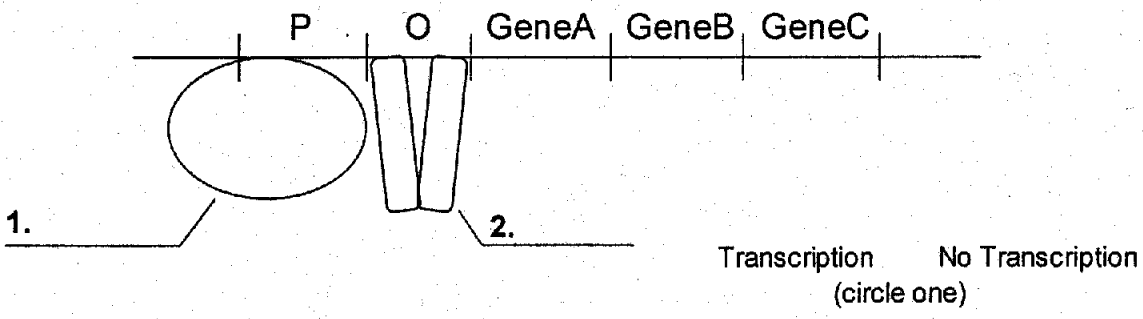 P O GeneA GeneB GeneC
1.
2.
Transcription No Transcription
(circle one)